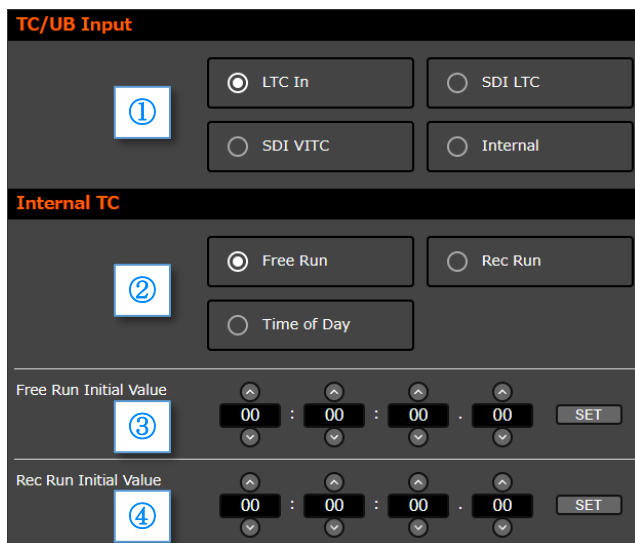 TC/UB Input
① LTC In SDI LTC
SDI VITC Internal
Internal TC
② Free Run Rec Run
Time of Day
Free Run Initial Value
③ 00 : 00 : 00 . 00 SET
Rec Run Initial Value
④ 00 : 00 : 00 . 00 SET